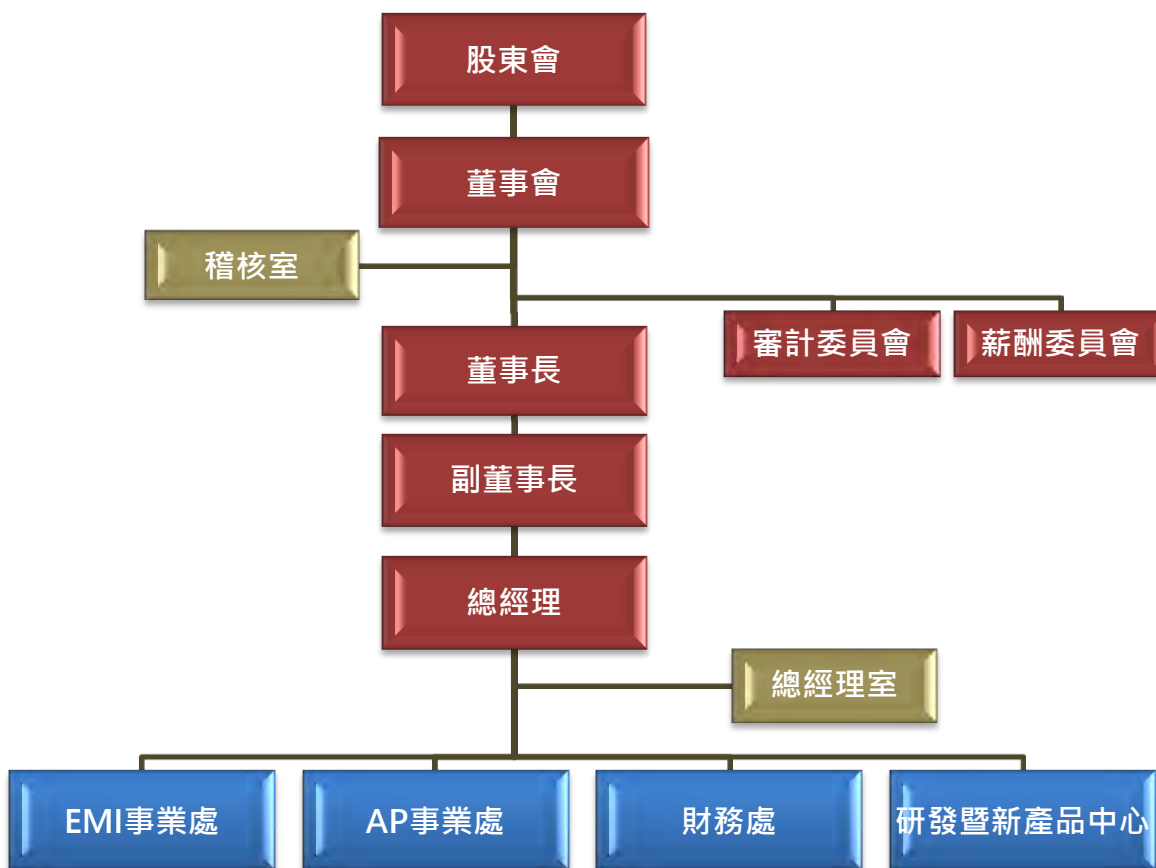 股東會
董事會
稽核室
審計委員會
薪酬委員會
董事長
副董事長
總經理
總經理室
EMI事業處
AP事業處
財務處
研發暨新產品中心